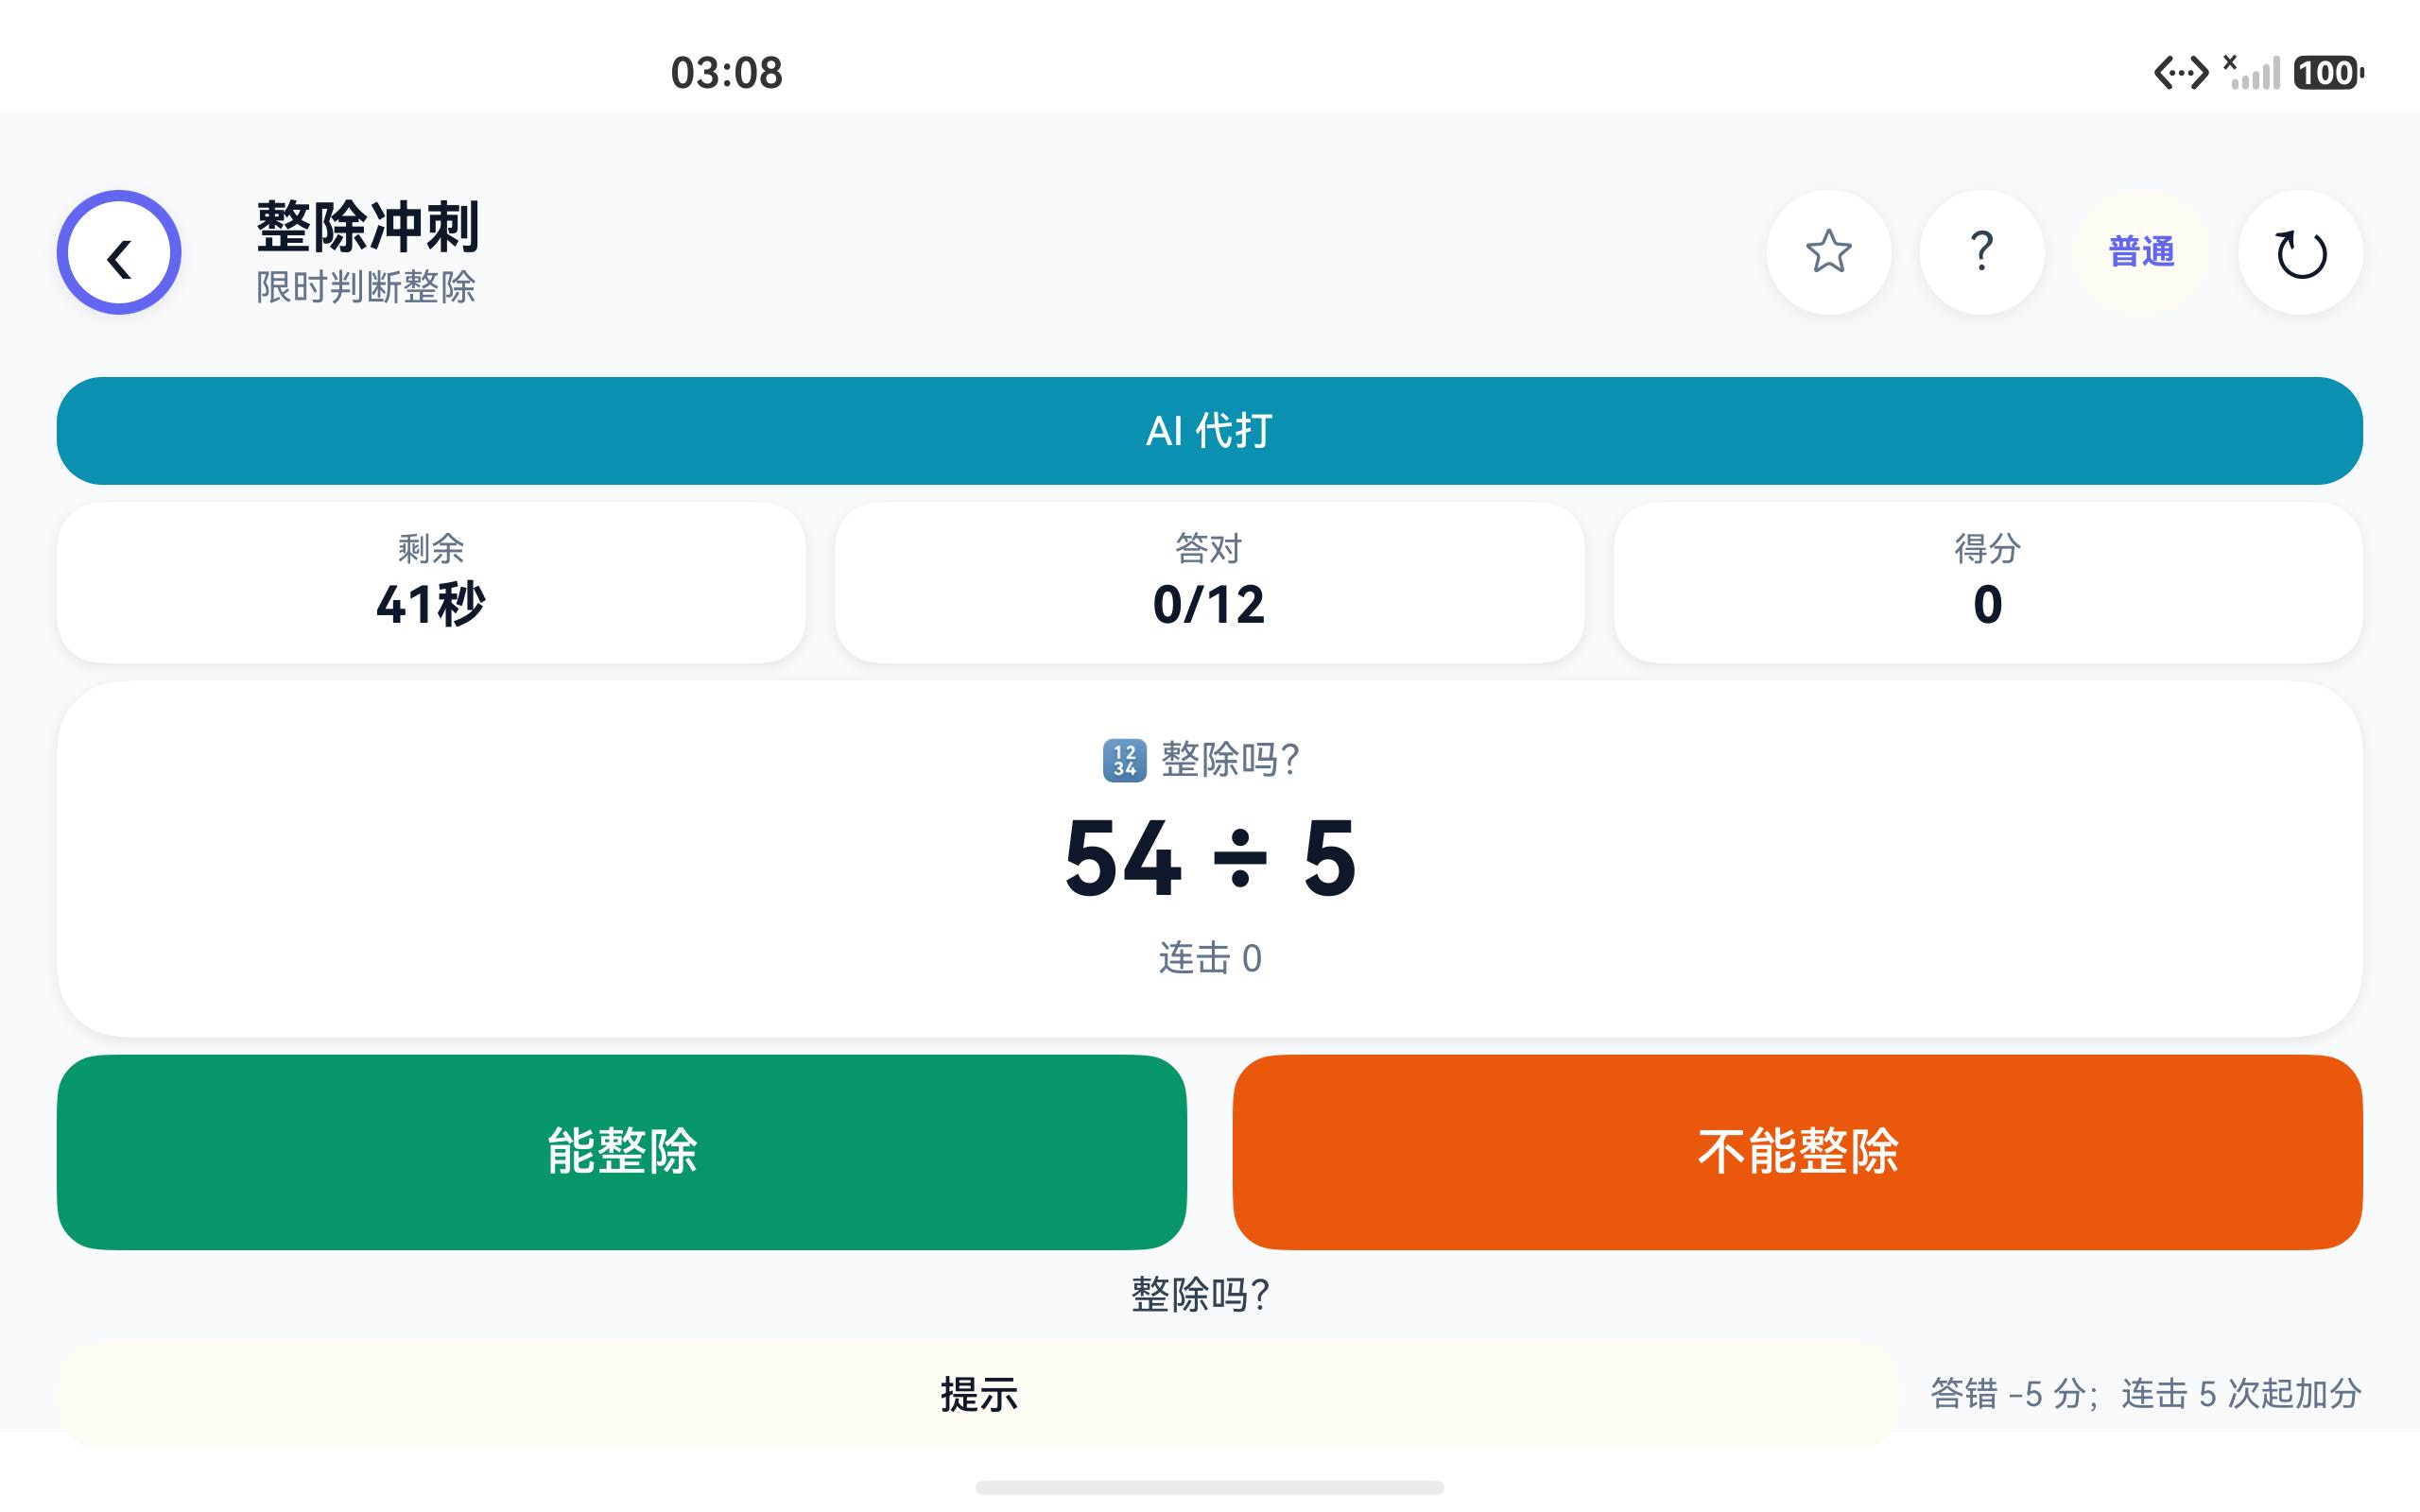 03:08
100
整除冲刺
限时判断整除
?
普通
AI 代打
剩余
41秒
答对
0/12
得分
0
整除吗？
54 ÷ 5
连击 0
能整除
不能整除
整除吗？
提示
答错 -5 分；连击 5 次起加分